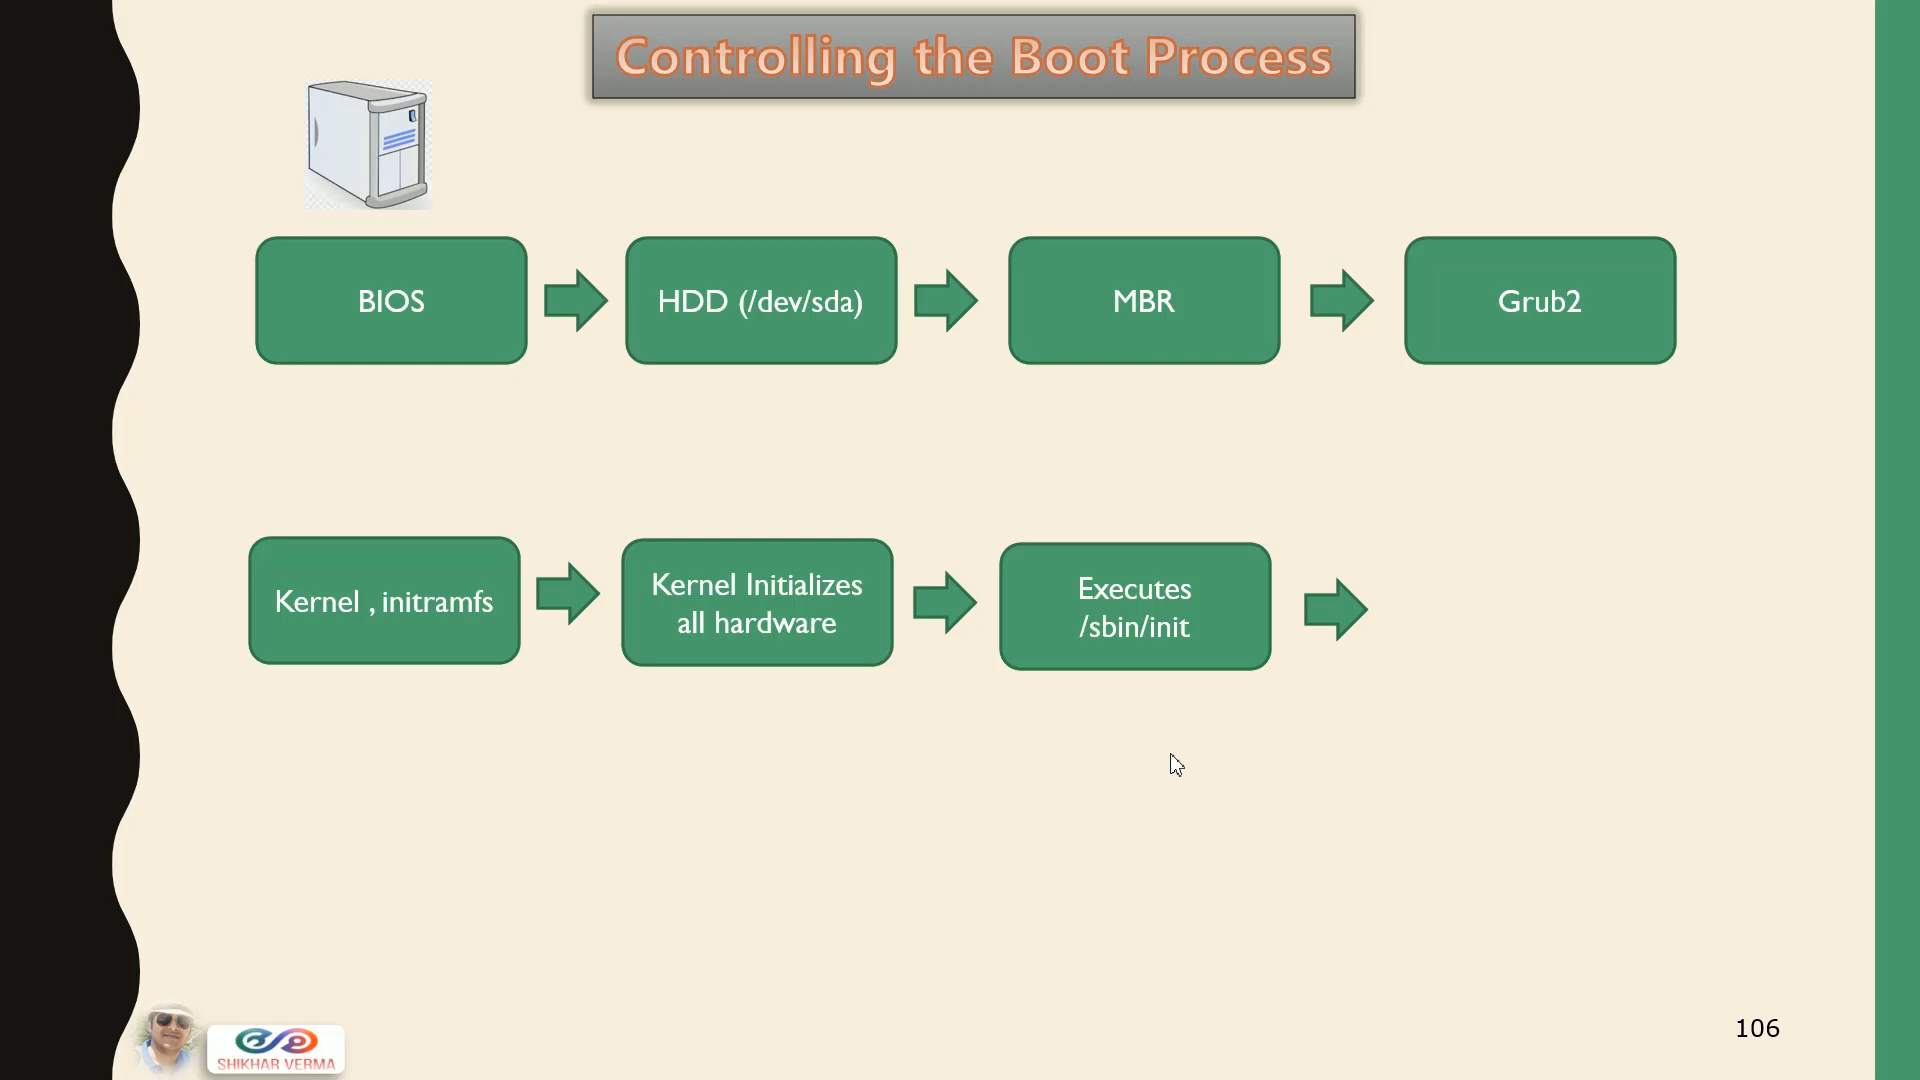 Controlling the Boot Process
BIOS
HDD (/dev/sda)
MBR
Grub2
Kernel , initramfs
Kernel Initializes
all hardware
Executes
/sbin/init
SHIKHAR VERMA
106